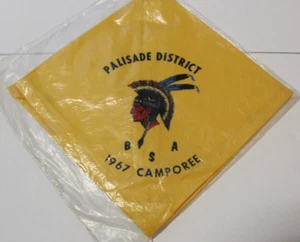 PALISADE DISTRICT
B A
S
1967 CAMPOREE